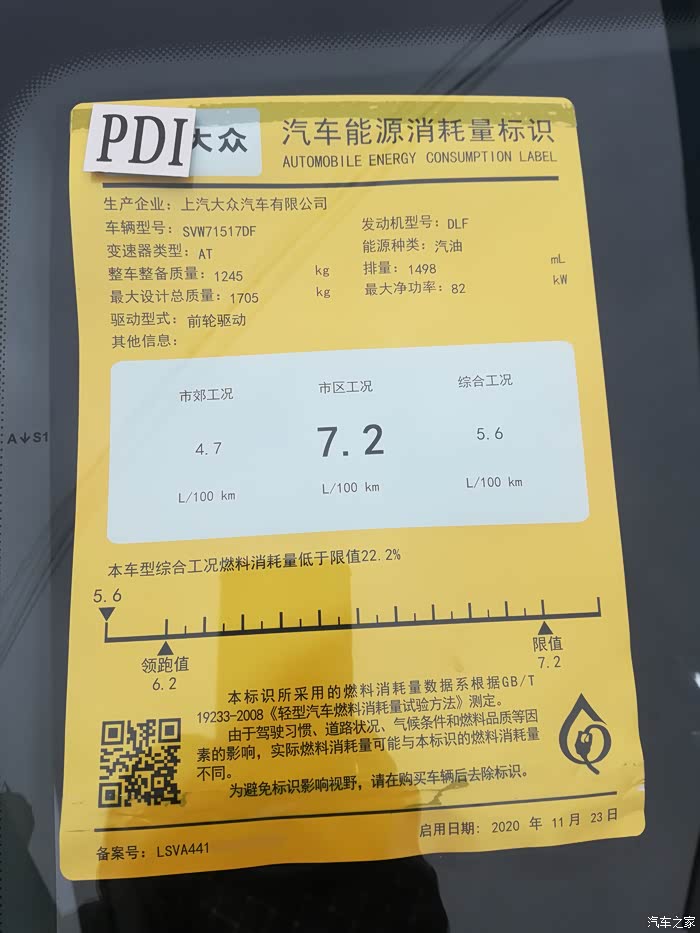 PDI
大众
汽车能源消耗量标识
AUTOMOBILE ENERGY CONSUMPTION LABEL
生产企业：上汽大众汽车有限公司
车辆型号：SVW71517DF 发动机型号：DLF
变速器类型：AT 能源种类：汽油
整车整备质量：1245 kg 排量：1498 mL
最大设计总质量：1705 kg 最大净功率：82 kW
驱动型式：前轮驱动
其他信息：
市郊工况 市区工况 综合工况
4.7 7.2 5.6
L/100 km L/100 km L/100 km
A S1
本车型综合工况燃料消耗量低于限值22.2%
5.6
领跑值 限值
6.2 7.2
本标识所采用的燃料消耗量数据系根据GB/T
19233-2008《轻型汽车燃料消耗量试验方法》测定。
由于驾驶习惯、道路状况、气候条件和燃料品质等因
素的影响，实际燃料消耗量可能与本标识的燃料消耗量
不同。
为避免标识影响视野，请在购买车辆后去除标识。
备案号：LSVA441 启用日期：2020 年 11 月 23 日
汽车之家